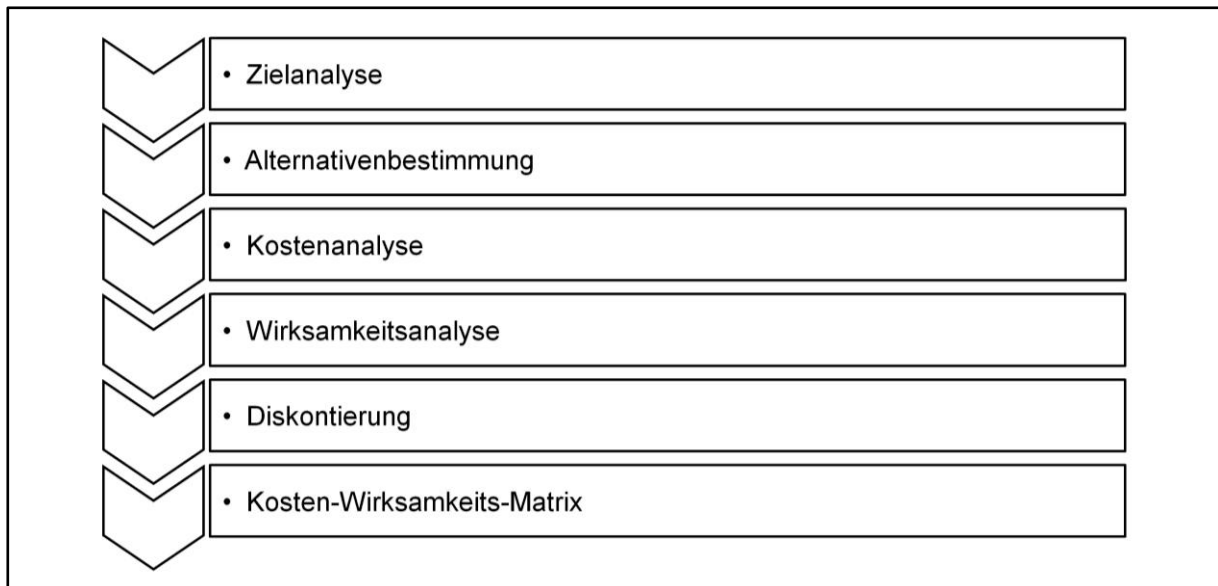 • Zielanalyse
• Alternativenbestimmung
• Kostenanalyse
• Wirksamkeitsanalyse
• Diskontierung
• Kosten-Wirksamkeits-Matrix